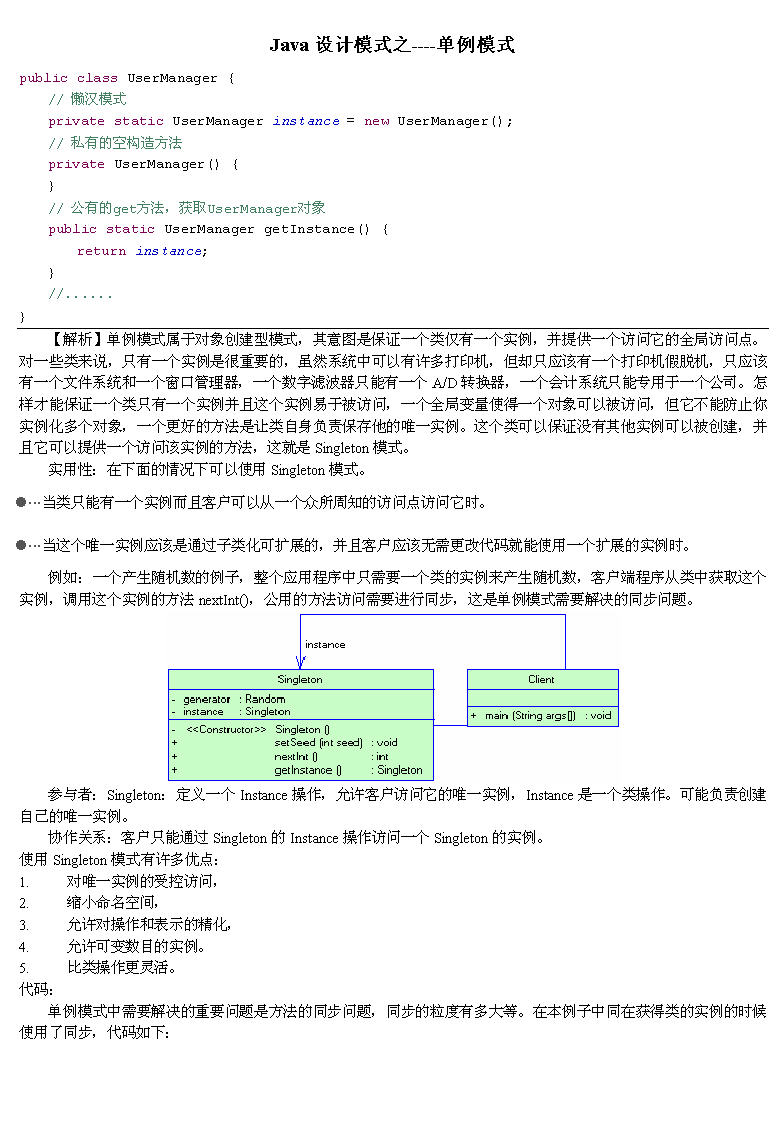 Java 设计模式之----单例模式
public class UserManager {
// 懒汉模式
private static UserManager instance = new UserManager();
// 私有的空构造方法
private UserManager() {
}
// 公有的get方法，获取UserManager对象
public static UserManager getInstance() {
return instance;
}
//......
}
【解析】单例模式属于对象创建型模式，其意图是保证一个类仅有一个实例，并提供一个访问它的全局访问点。
对一些类来说，只有一个实例是很重要的，虽然系统中可以有许多打印机，但却只应该有一个打印机假脱机，只应该
有一个文件系统和一个窗口管理器，一个数字滤波器只能有一个 A/D 转换器，一个会计系统只能专用于一个公司。怎
样才能保证一个类只有一个实例并且这个实例易于被访问，一个全局变量使得一个对象可以被访问，但它不能防止你
实例化多个对象，一个更好的方法是让类自身负责保存他的唯一实例。这个类可以保证没有其他实例可以被创建，并
且它可以提供一个访问该实例的方法，这就是 Singleton 模式。
实用性：在下面的情况下可以使用 Singleton 模式。
●…当类只能有一个实例而且客户可以从一个众所周知的访问点访问它时。
●…当这个唯一实例应该是通过子类化可扩展的，并且客户应该无需更改代码就能使用一个扩展的实例时。
例如：一个产生随机数的例子，整个应用程序中只需要一个类的实例来产生随机数，客户端程序从类中获取这个
实例，调用这个实例的方法 nextInt()，公用的方法访问需要进行同步，这是单例模式需要解决的同步问题。
instance
Singleton
- generator : Random
- instance : Singleton
- <<Constructor>> Singleton ()
+ setSeed (int seed) : void
+ nextInt () : int
+ getInstance () : Singleton
Client
+ main (String args[]) : void
参与者：Singleton：定义一个 Instance 操作，允许客户访问它的唯一实例，Instance 是一个类操作。可能负责创建
自己的唯一实例。
协作关系：客户只能通过 Singleton 的 Instance 操作访问一个 Singleton 的实例。
使用 Singleton 模式有许多优点：
1. 对唯一实例的受控访问，
2. 缩小命名空间，
3. 允许对操作和表示的精化，
4. 允许可变数目的实例。
5. 比类操作更灵活。
代码：
单例模式中需要解决的重要问题是方法的同步问题，同步的粒度有多大等。在本例子中同在获得类的实例的时候
使用了同步，代码如下：